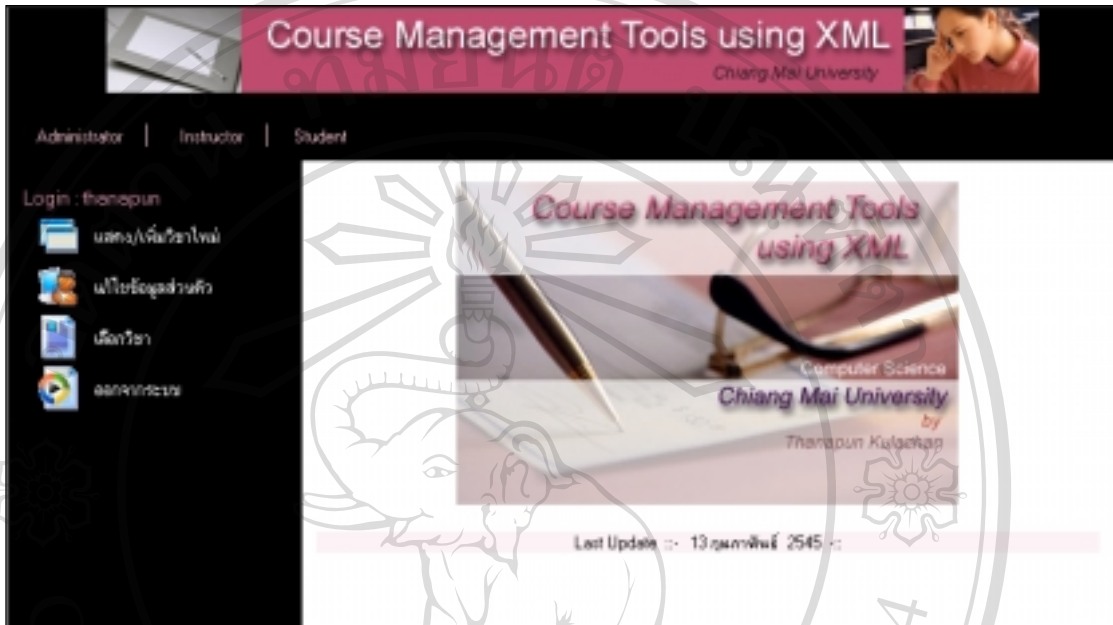 Course Management Tools using XML
Chiang Mai University
Administrator | Instructor | Student
Login : thanapun
แสดง/เพิ่มวิชาใหม่
แก้ไขข้อมูลส่วนตัว
เลือกวิชา
ออกจากระบบ
Course Management Tools
using XML
Computer Science
Chiang Mai University
by
Thanapun Kulachan
Last Update ::- 13 กุมภาพันธ์ 2545 -::